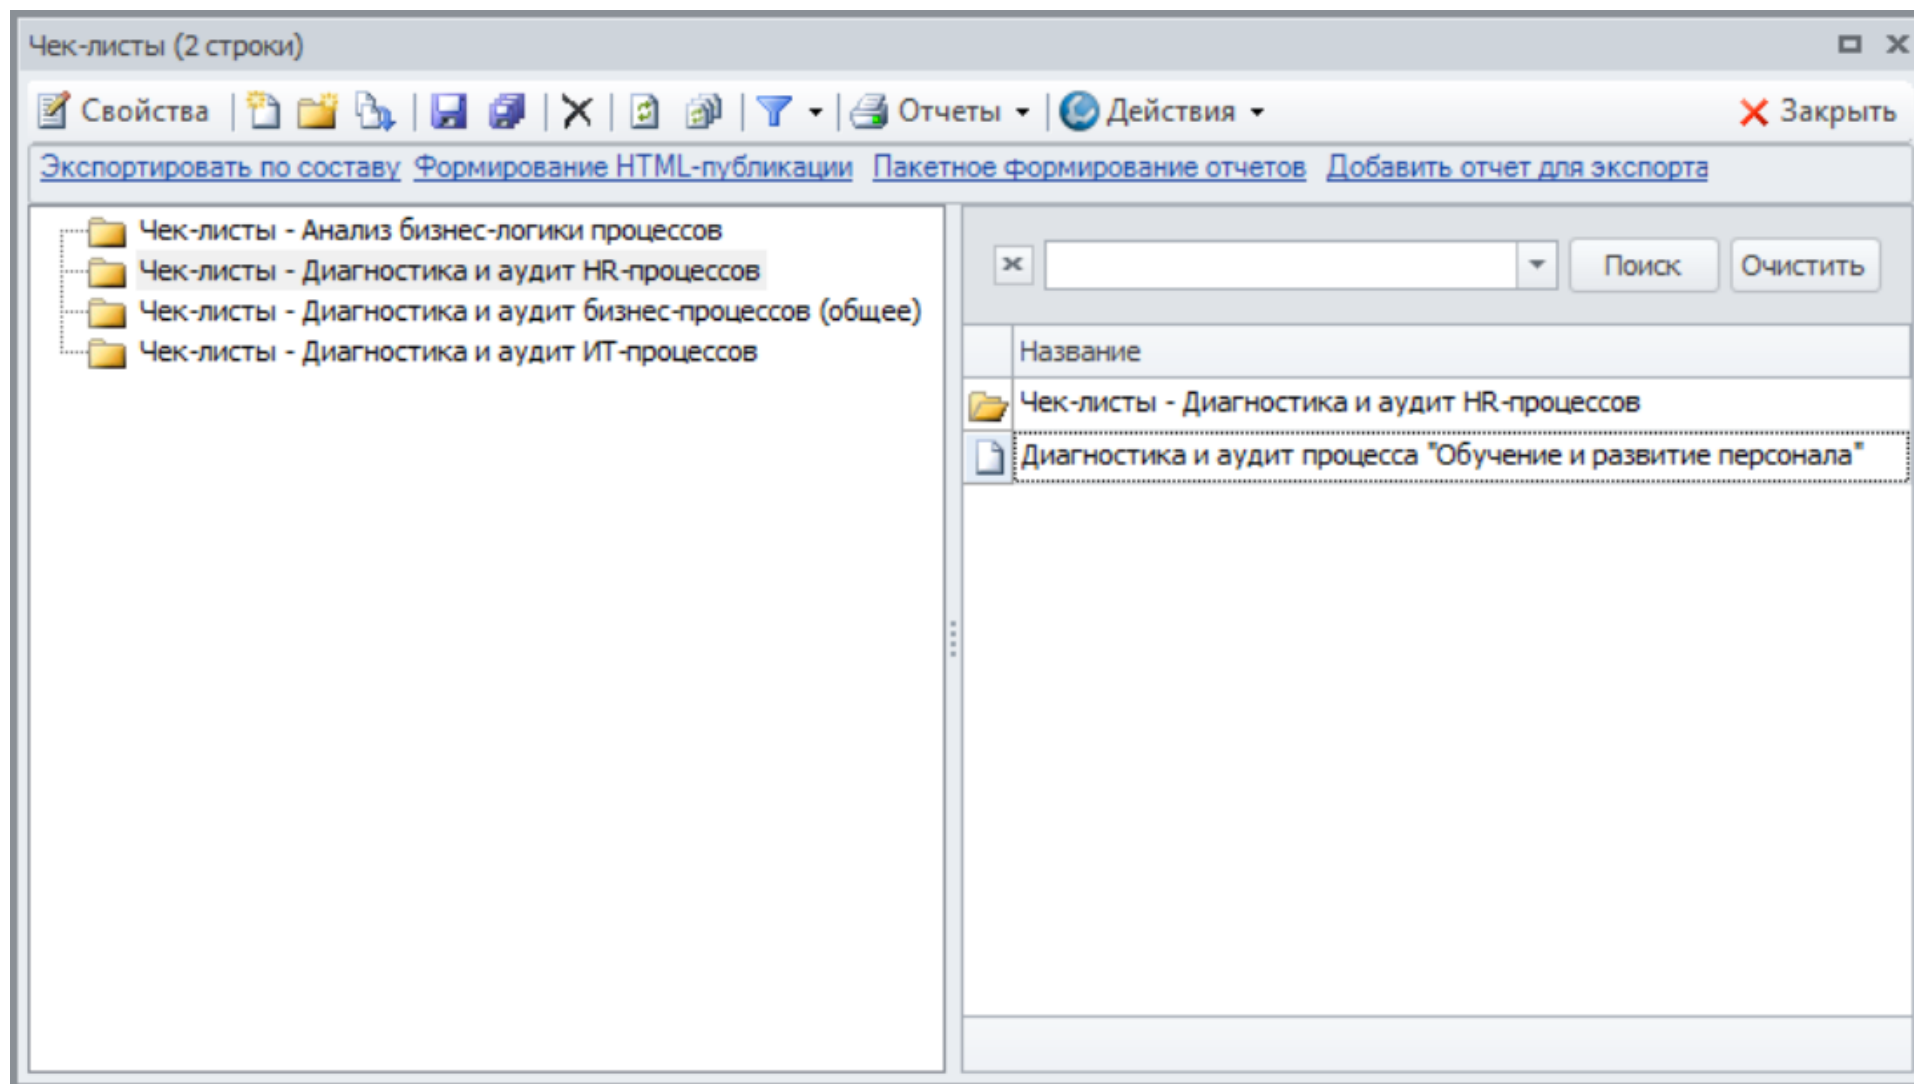 Чек-листы (2 строки)
Свойства Отчеты Действия Закрыть
Экспортировать по составу Формирование HTML-публикации Пакетное формирование отчетов Добавить отчет для экспорта
Чек-листы - Анализ бизнес-логики процессов
Чек-листы - Диагностика и аудит HR-процессов
Чек-листы - Диагностика и аудит бизнес-процессов (общее)
Чек-листы - Диагностика и аудит ИТ-процессов
Поиск Очистить
Название
Чек-листы - Диагностика и аудит HR-процессов
Диагностика и аудит процесса "Обучение и развитие персонала"